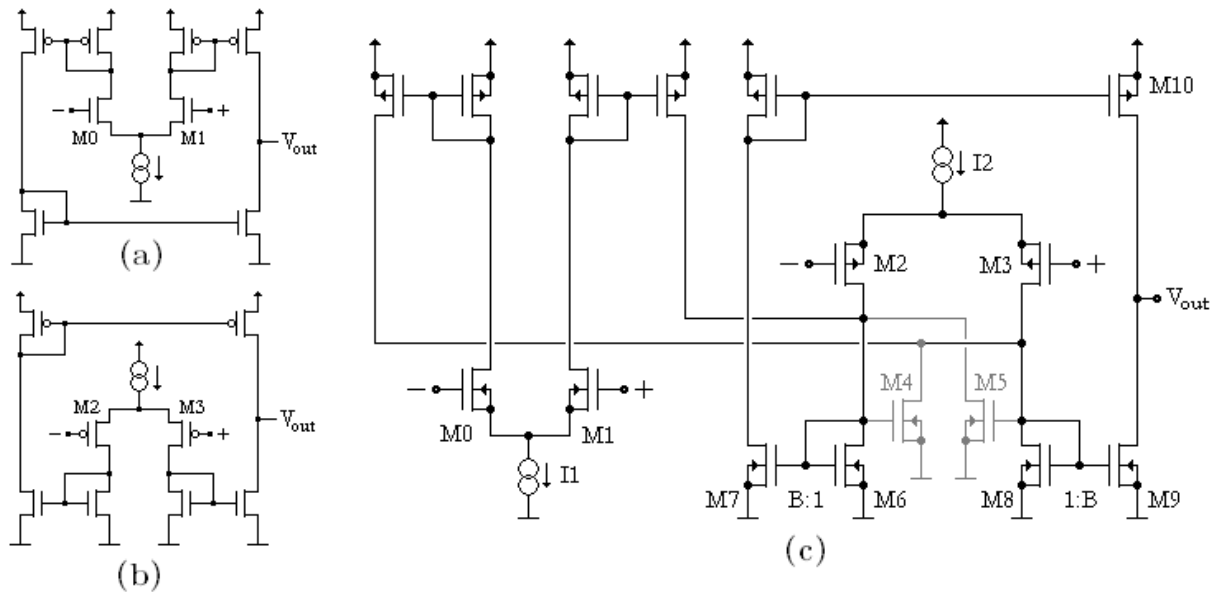 − M0 M1 +
V_out
(a)
M2 M3
− +
V_out
(b)
M10
I2
− M2 M3 +
V_out
− + M4 M5
M0 M1
I1
M7 B:1 M6 M8 1:B M9
(c)